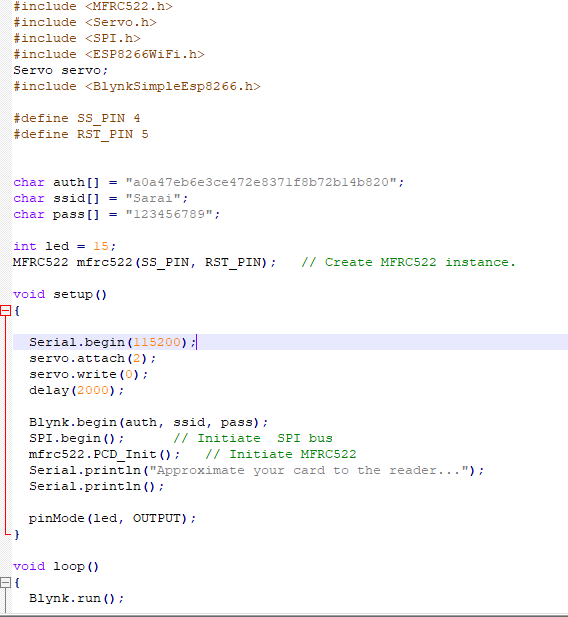 #include <MFRC522.h>
#include <Servo.h>
#include <SPI.h>
#include <ESP8266WiFi.h>
Servo servo;
#include <BlynkSimpleEsp8266.h>
#define SS_PIN 4
#define RST_PIN 5
char auth[] = "a0a47eb6e3ce472e8371f8b72b14b820";
char ssid[] = "Sarai";
char pass[] = "123456789";
int led = 15;
MFRC522 mfrc522(SS_PIN, RST_PIN);   // Create MFRC522 instance.
void setup()
{
  Serial.begin(115200);
  servo.attach(2);
  servo.write(0);
  delay(2000);
  Blynk.begin(auth, ssid, pass);
  SPI.begin();      // Initiate  SPI bus
  mfrc522.PCD_Init();   // Initiate MFRC522
  Serial.println("Approximate your card to the reader...");
  Serial.println();
  pinMode(led, OUTPUT);
}
void loop()
{
  Blynk.run();